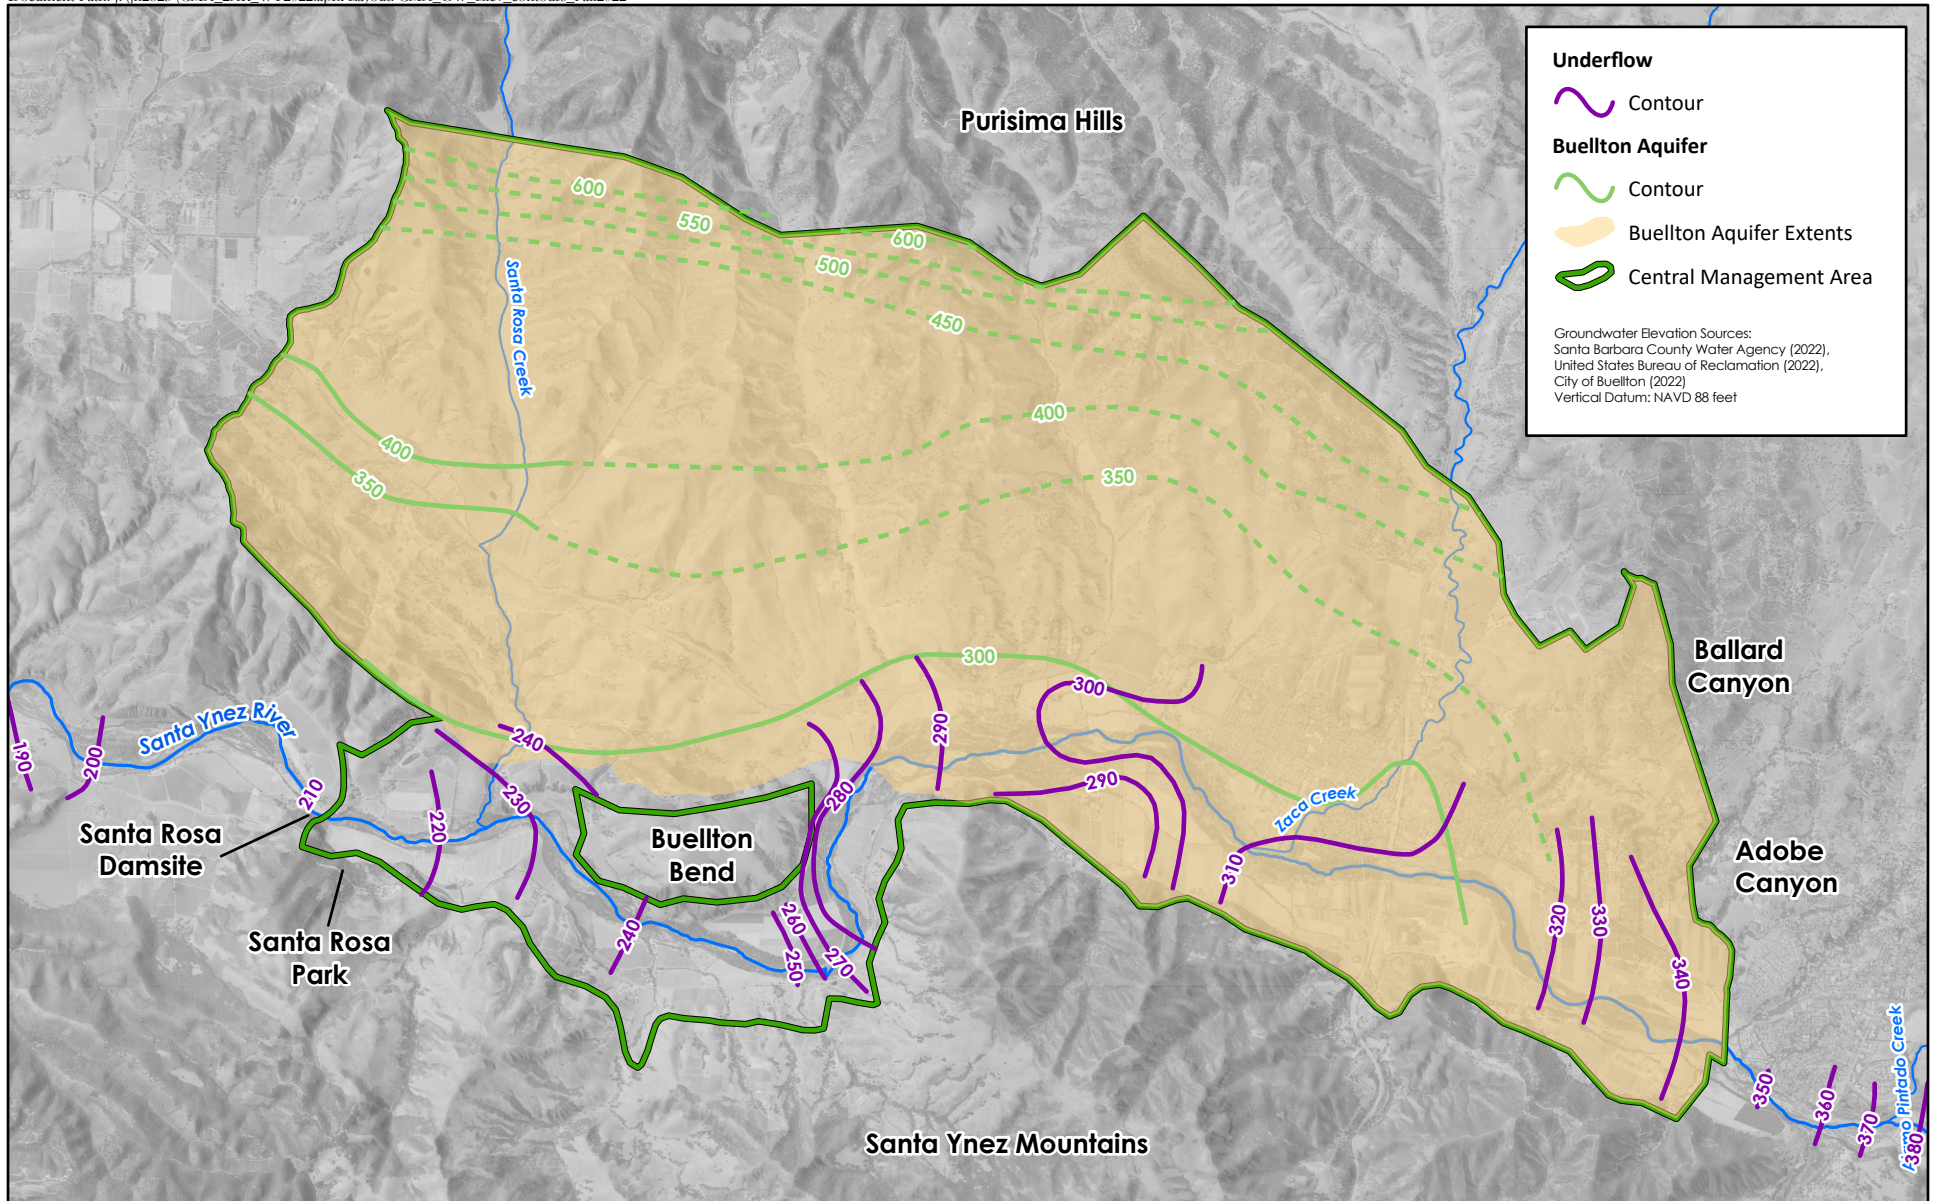 Purisima Hills
Underflow
Contour
Buellton Aquifer
Contour
Buellton Aquifer Extents
Central Management Area
Groundwater Elevation Sources:
Santa Barbara County Water Agency (2022),
United States Bureau of Reclamation (2022),
City of Buellton (2022)
Vertical Datum: NAVD 88 feet
600
550
600
500
450
Santa Rosa Creek
400
400
350
350
300
300
290
240
290
280
230
220
Santa Ynez River
190
200
210
Santa Rosa
Damsite
Santa Rosa
Park
Buellton
Bend
240
260
250
270
Zaca Creek
310
320
330
340
Ballard
Canyon
Adobe
Canyon
350
360
370
380
Pintado Creek
Santa Ynez Mountains